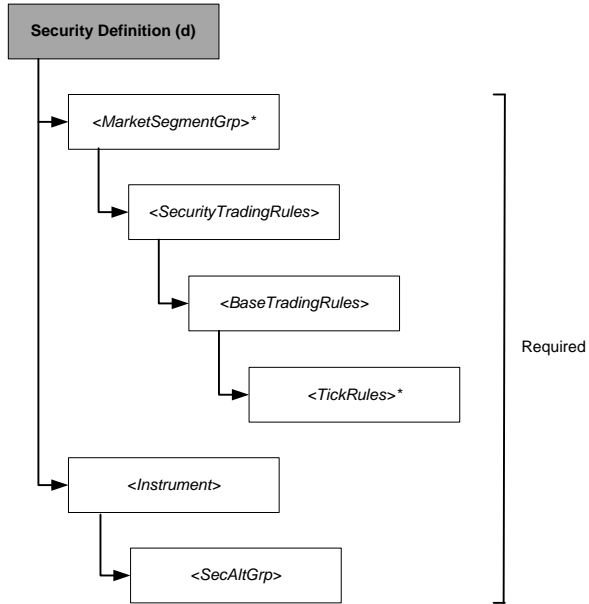 Security Definition (d)
<MarketSegmentGrp>*
<SecurityTradingRules>
<BaseTradingRules>
Required
<TickRules>*
<Instrument>
<SecAltGrp>